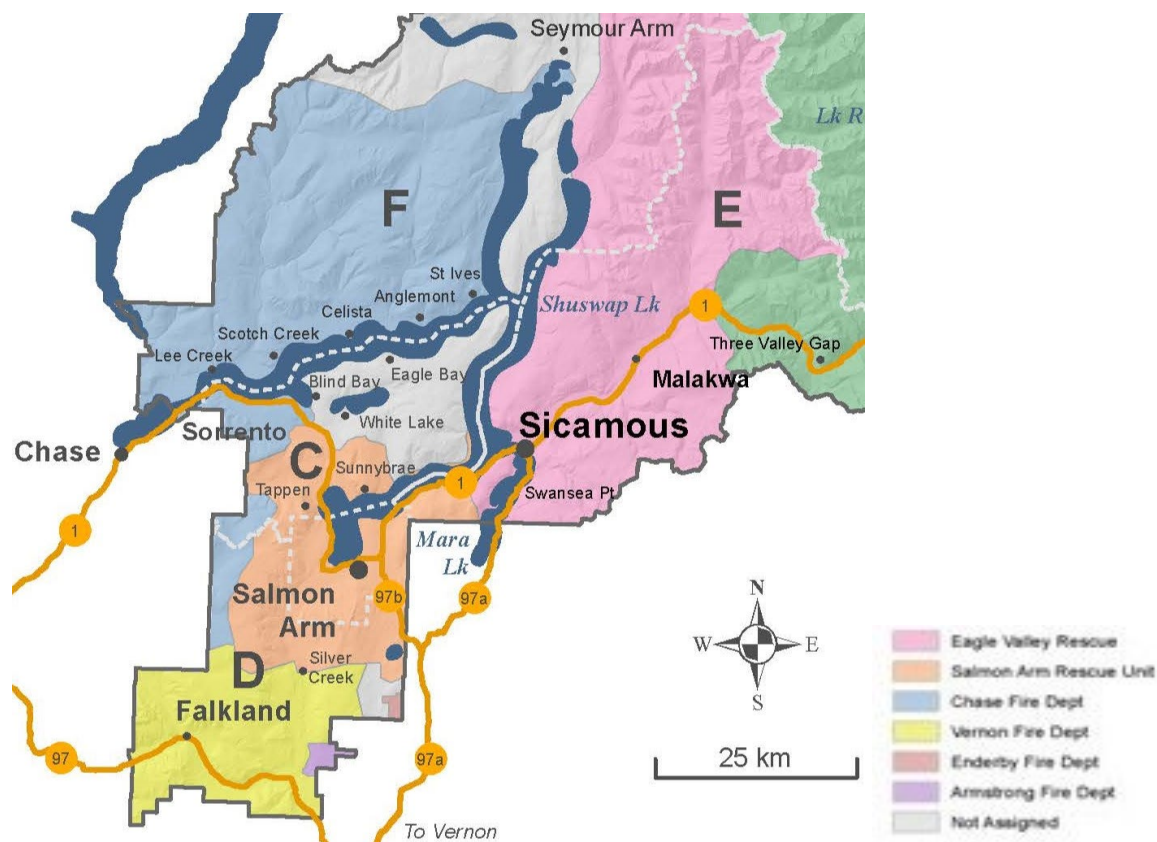 Seymour Arm
Lk R
F
E
St Ives
Anglemont
Celista
Shuswap Lk
1
Scotch Creek
Three Valley Gap
Lee Creek
Malakwa
Blind Bay
Eagle Bay
White Lake
Sicamous
Sorrento
Chase
C
Sunnybrae
1
Tappen
Swansea Pt
1
Mara
Lk
Salmon
Arm
97b
97a
N
W
E
S
D
Silver
Creek
Falkland
97
97a
25 km
To Vernon
Eagle Valley Rescue
Salmon Arm Rescue Unit
Chase Fire Dept
Vernon Fire Dept
Enderby Fire Dept
Armstrong Fire Dept
Not Assigned